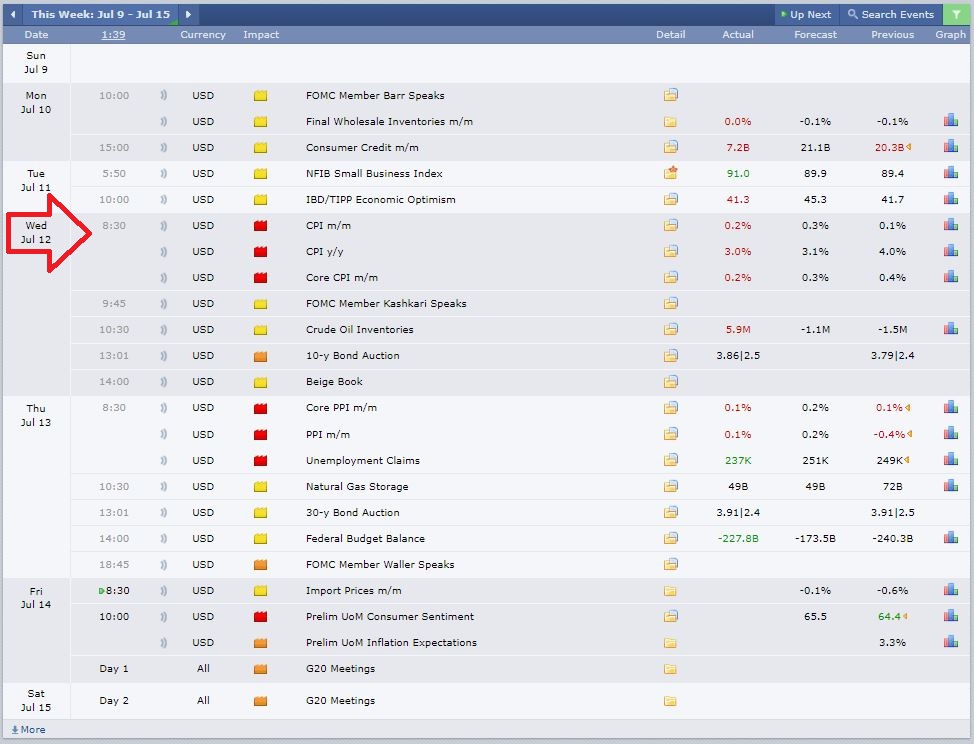 This Week: Jul 9 - Jul 15 Up Next Search Events
Date 1:39 Currency Impact Detail Actual Forecast Previous Graph
Sun
Jul 9
Mon
Jul 10
10:00 USD FOMC Member Barr Speaks
USD Final Wholesale Inventories m/m 0.0% -0.1% -0.1%
15:00 USD Consumer Credit m/m 7.2B 21.1B 20.3B
Tue
Jul 11
5:50 USD NFIB Small Business Index 91.0 89.9 89.4
10:00 USD IBD/TIPP Economic Optimism 41.3 45.3 41.7
Wed
Jul 12
8:30 USD CPI m/m 0.2% 0.3% 0.1%
USD CPI y/y 3.0% 3.1% 4.0%
USD Core CPI m/m 0.2% 0.3% 0.4%
9:45 USD FOMC Member Kashkari Speaks
10:30 USD Crude Oil Inventories 5.9M -1.1M -1.5M
13:01 USD 10-y Bond Auction 3.86|2.5 3.79|2.4
14:00 USD Beige Book
Thu
Jul 13
8:30 USD Core PPI m/m 0.1% 0.2% 0.1%
USD PPI m/m 0.1% 0.2% -0.4%
USD Unemployment Claims 237K 251K 249K
10:30 USD Natural Gas Storage 49B 49B 72B
13:01 USD 30-y Bond Auction 3.91|2.4 3.91|2.5
14:00 USD Federal Budget Balance -227.8B -173.5B -240.3B
18:45 USD FOMC Member Waller Speaks
Fri
Jul 14
8:30 USD Import Prices m/m -0.1% -0.6%
10:00 USD Prelim UoM Consumer Sentiment 65.5 64.4
USD Prelim UoM Inflation Expectations 3.3%
Day 1 All G20 Meetings
Sat
Jul 15
Day 2 All G20 Meetings
More